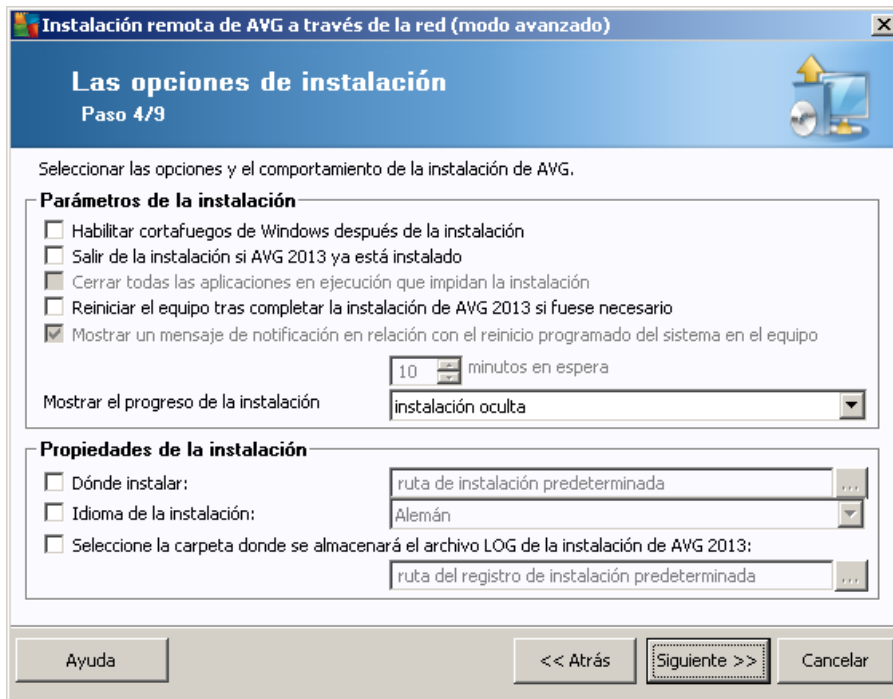 Instalación remota de AVG a través de la red (modo avanzado)
Las opciones de instalación
Paso 4/9
Seleccionar las opciones y el comportamiento de la instalación de AVG.
Parámetros de la instalación
Habilitar cortafuegos de Windows después de la instalación
Salir de la instalación si AVG 2013 ya está instalado
Cerrar todas las aplicaciones en ejecución que impidan la instalación
Reiniciar el equipo tras completar la instalación de AVG 2013 si fuese necesario
Mostrar un mensaje de notificación en relación con el reinicio programado del sistema en el equipo
10 minutos en espera
Mostrar el progreso de la instalación instalación oculta
Propiedades de la instalación
Dónde instalar: ruta de instalación predeterminada ...
Idioma de la instalación: Alemán
Seleccione la carpeta donde se almacenará el archivo LOG de la instalación de AVG 2013:
ruta del registro de instalación predeterminada ...
Ayuda << Atrás Siguiente >> Cancelar